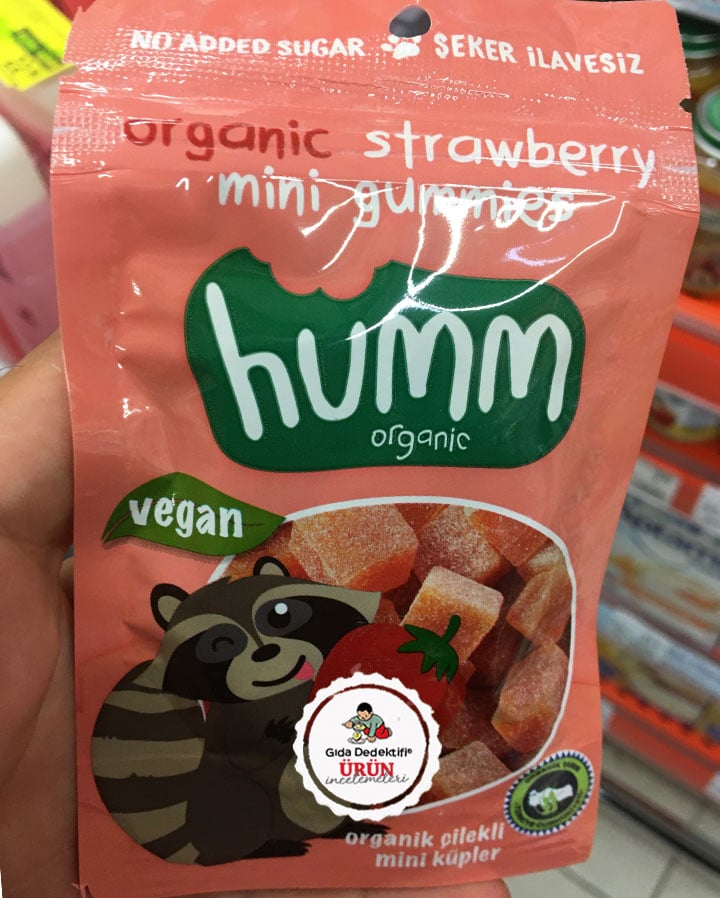 NO ADDED SUGAR ŞEKER İLAVESİZ
organic strawberry
mini gummies
humm
organic
vegan
Gıda Dedektifi®
ÜRÜN
incelemeleri
organik çilekli
mini küpler